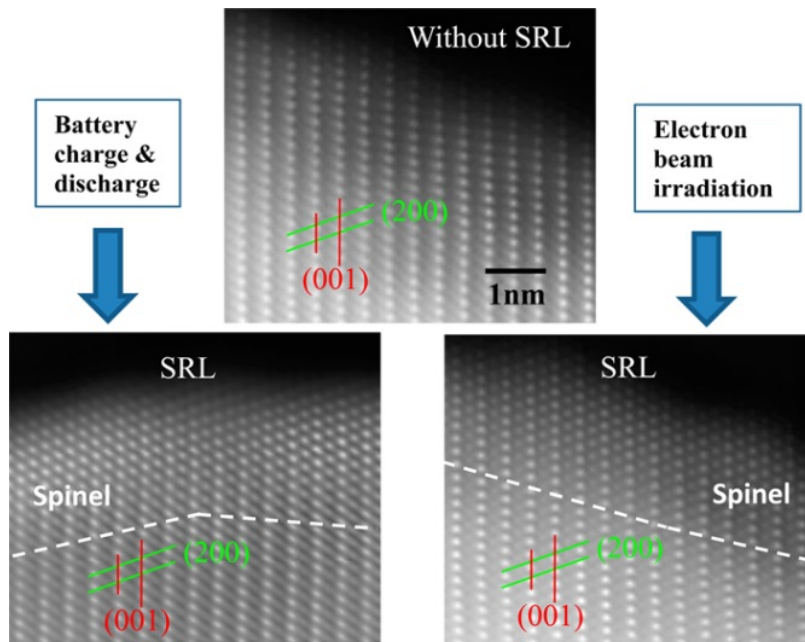 Without SRL
Battery
charge &
discharge
Electron
beam
irradiation
(200)
(001)
1nm
SRL
Spinel
(200)
(001)
SRL
Spinel
(200)
(001)